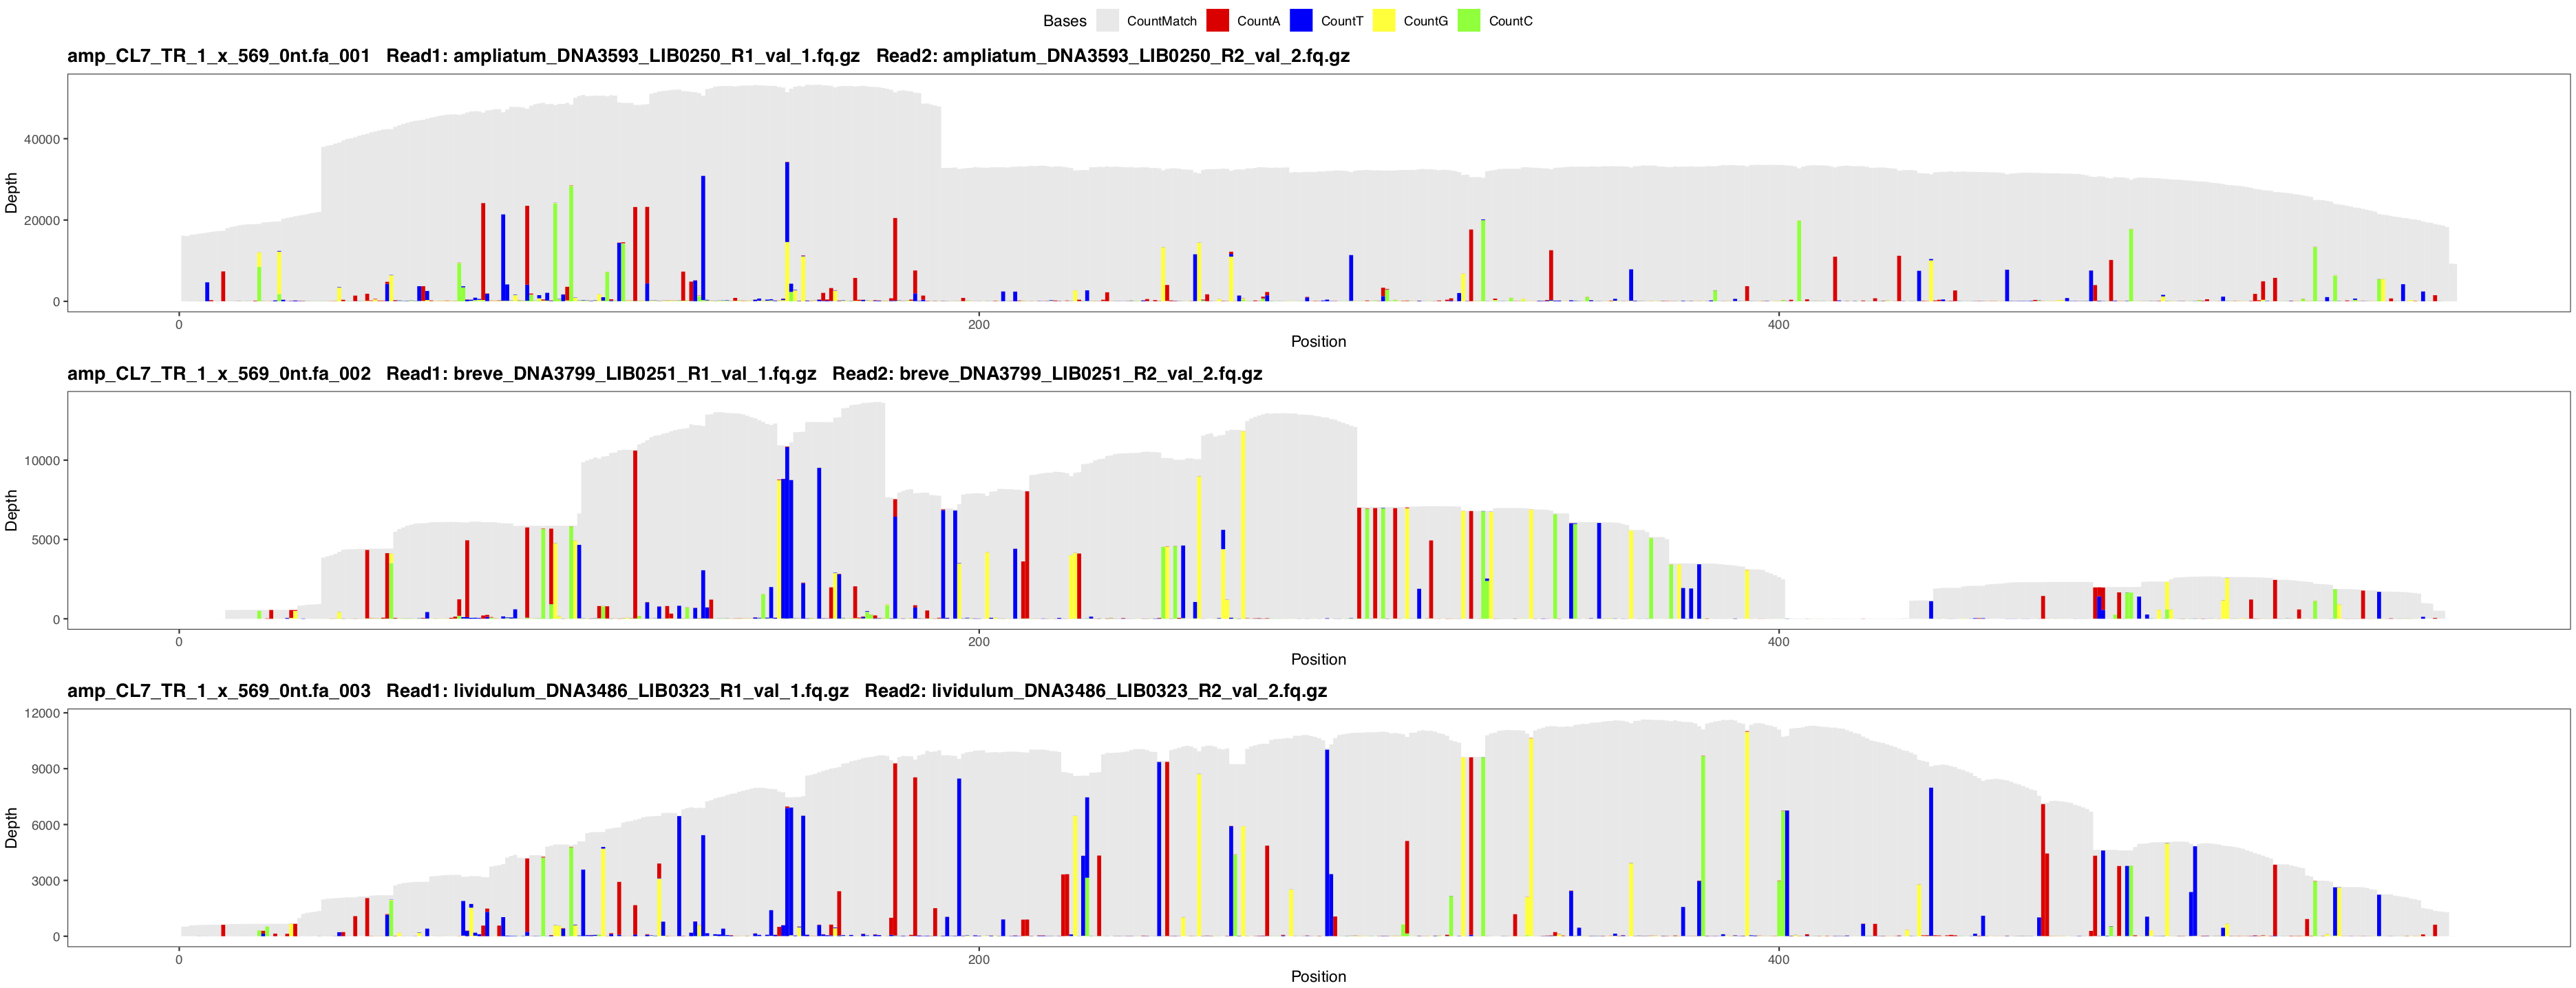 Bases CountMatch CountA CountT CountG CountC
amp_CL7_TR_1_x_569_0nt.fa_001 Read1: ampliatum_DNA3593_LIB0250_R1_val_1.fq.gz Read2: ampliatum_DNA3593_LIB0250_R2_val_2.fq.gz
Depth
40000
20000
0
0 200 400
Position
amp_CL7_TR_1_x_569_0nt.fa_002 Read1: breve_DNA3799_LIB0251_R1_val_1.fq.gz Read2: breve_DNA3799_LIB0251_R2_val_2.fq.gz
Depth
10000
5000
0
0 200 400
Position
amp_CL7_TR_1_x_569_0nt.fa_003 Read1: lividulum_DNA3486_LIB0323_R1_val_1.fq.gz Read2: lividulum_DNA3486_LIB0323_R2_val_2.fq.gz
Depth
12000
9000
6000
3000
0
0 200 400
Position